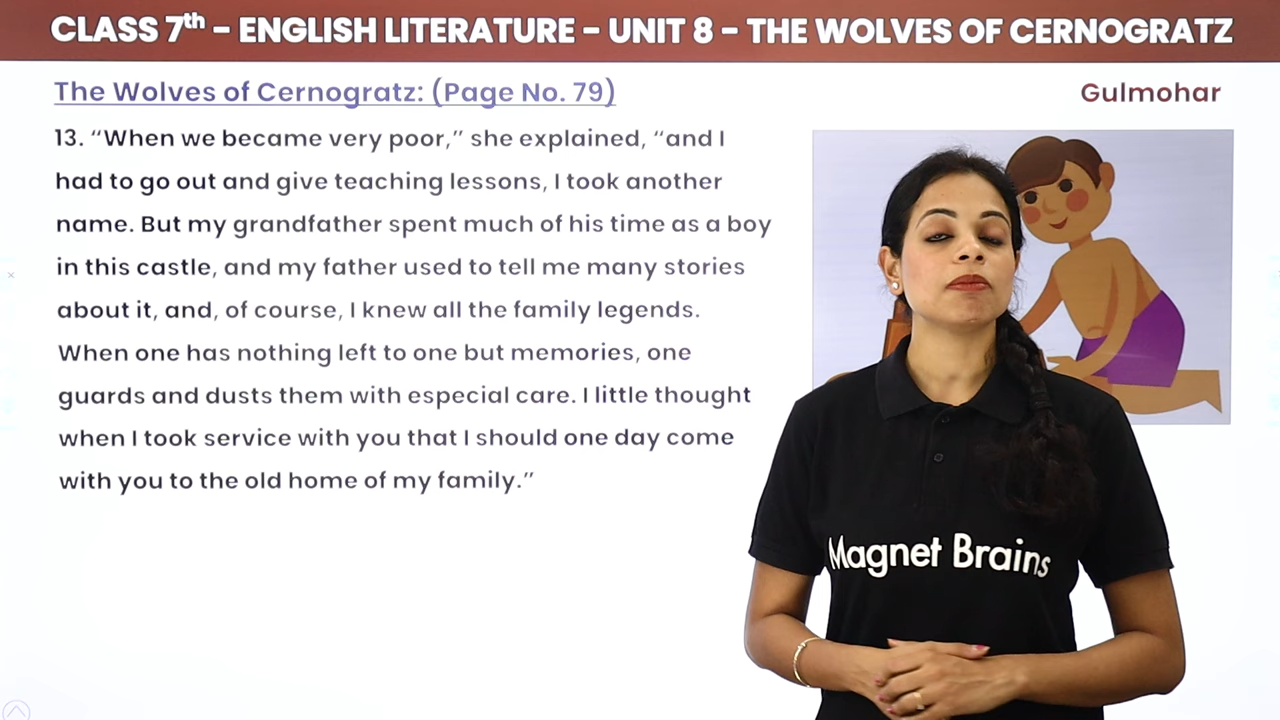 CLASS 7th – ENGLISH LITERATURE – UNIT 8 – THE WOLVES OF CERNOGRATZ
The Wolves of Cernogratz: (Page No. 79)
Gulmohar
13. “When we became very poor,” she explained, “and I
had to go out and give teaching lessons, I took another
name. But my grandfather spent much of his time as a boy
in this castle, and my father used to tell me many stories
about it, and, of course, I knew all the family legends.
When one has nothing left to one but memories, one
guards and dusts them with especial care. I little thought
when I took service with you that I should one day come
with you to the old home of my family.”
Magnet Brains